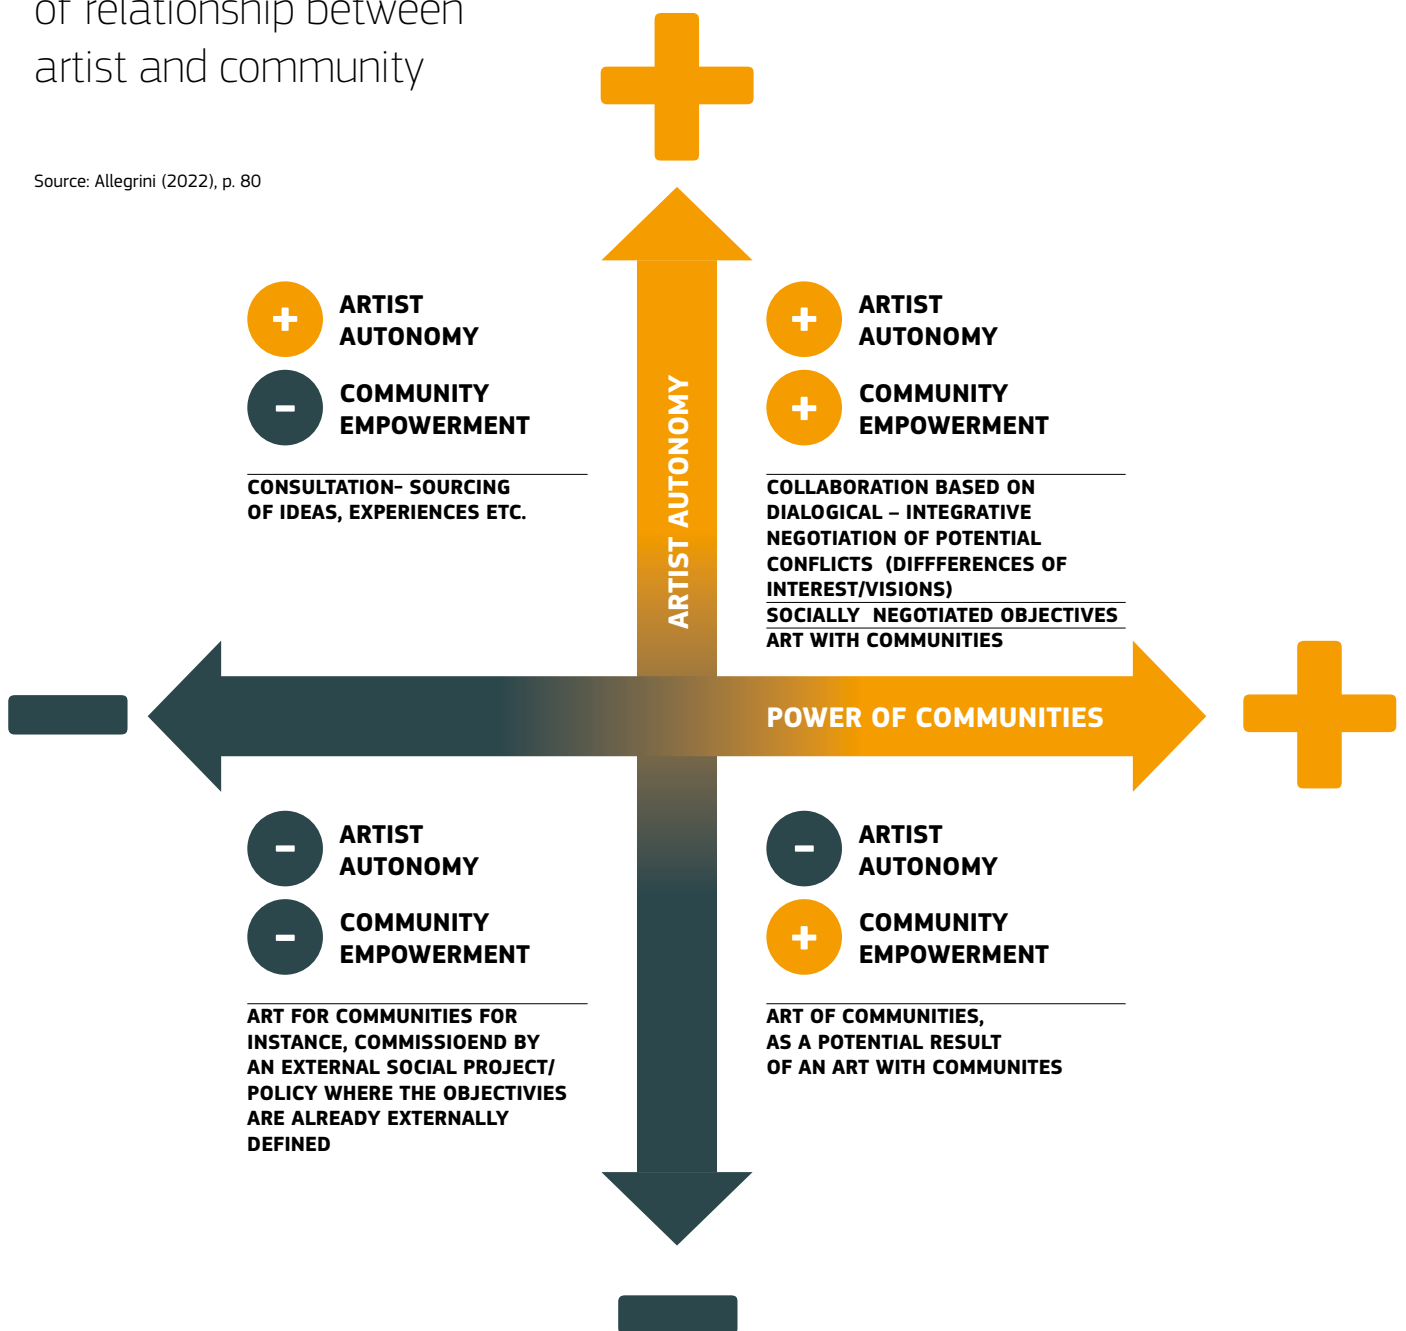 of relationship between
artist and community
Source: Allegrini (2022), p. 80
+ ARTIST
AUTONOMY
- COMMUNITY
EMPOWERMENT
CONSULTATION- SOURCING
OF IDEAS, EXPERIENCES ETC.
+ ARTIST
AUTONOMY
+ COMMUNITY
EMPOWERMENT
COLLABORATION BASED ON
DIALOGICAL – INTEGRATIVE
NEGOTIATION OF POTENTIAL
CONFLICTS (DIFFFERENCES OF
INTEREST/VISIONS)
SOCIALLY NEGOTIATED OBJECTIVES
ART WITH COMMUNITIES
ARTIST AUTONOMY
POWER OF COMMUNITIES
- ARTIST
AUTONOMY
- COMMUNITY
EMPOWERMENT
ART FOR COMMUNITIES FOR
INSTANCE, COMMISSIOEND BY
AN EXTERNAL SOCIAL PROJECT/
POLICY WHERE THE OBJECTIVIES
ARE ALREADY EXTERNALLY
DEFINED
- ARTIST
AUTONOMY
+ COMMUNITY
EMPOWERMENT
ART OF COMMUNITIES,
AS A POTENTIAL RESULT
OF AN ART WITH COMMUNITES